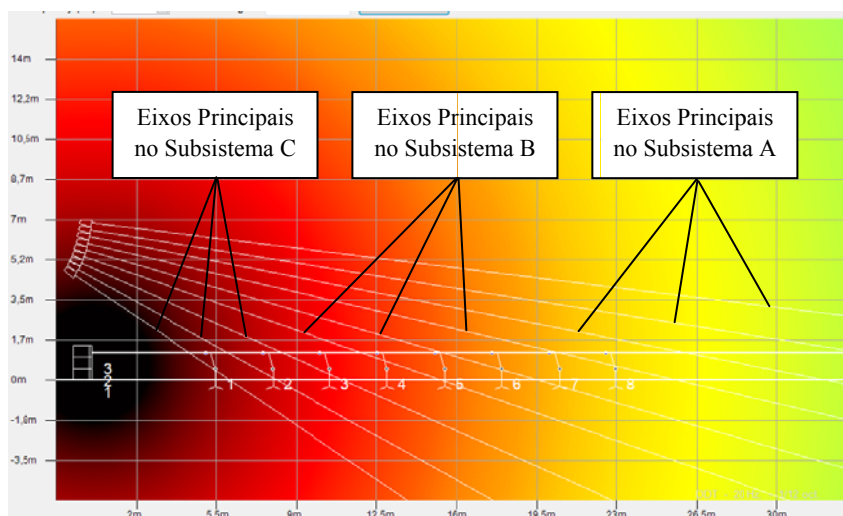 14m
12,2m
10,5m
8,7m
7m
5,2m
3,5m
1,7m
0m
-1,8m
-3,5m
Eixos Principais
no Subsistema C
Eixos Principais
no Subsistema B
Eixos Principais
no Subsistema A
3
2
1
1 2 3 4 5 6 7 8
2m 5,5m 9m 12,5m 16m 19,5m 23m 26,5m 30m